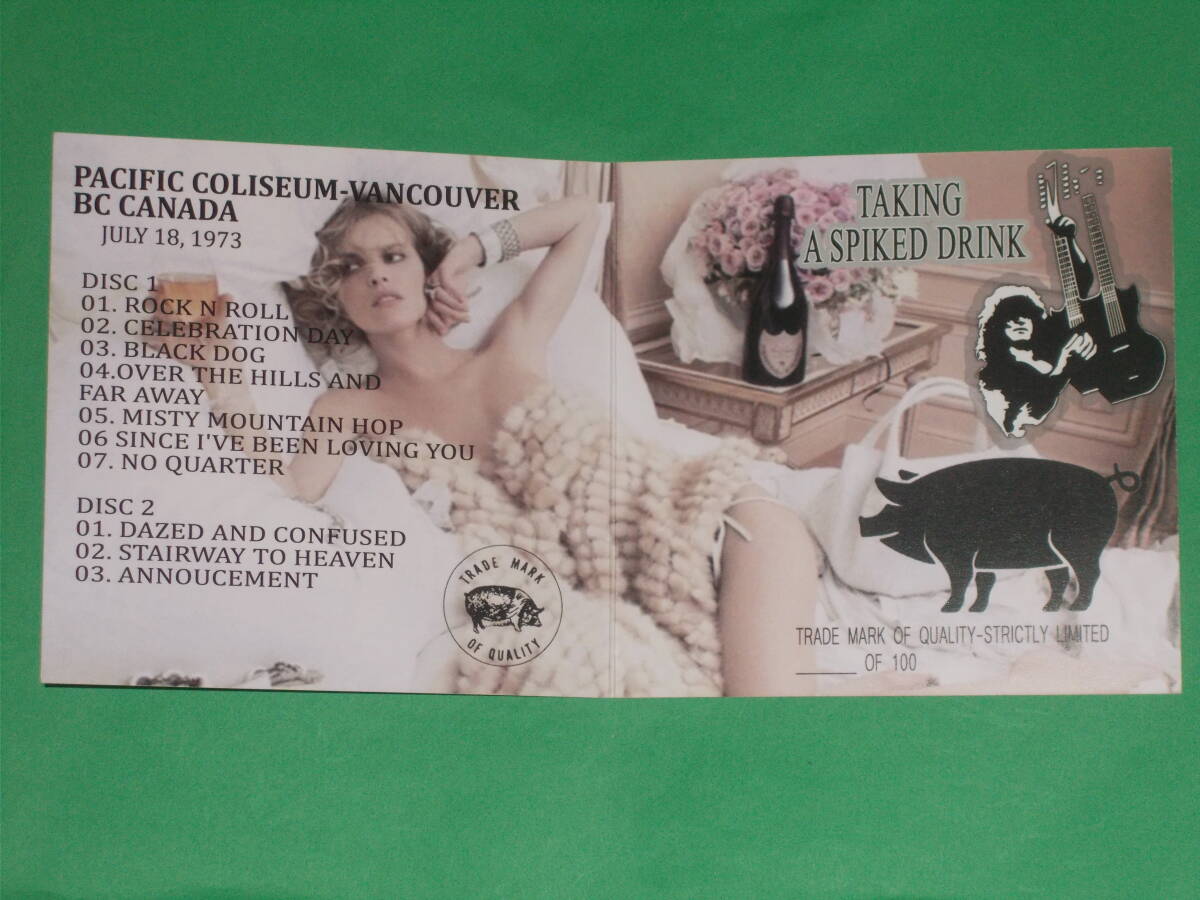 PACIFIC COLISEUM-VANCOUVER
BC CANADA
JULY 18, 1973
DISC 1
01. ROCK N ROLL
02. CELEBRATION DAY
03. BLACK DOG
04.OVER THE HILLS AND
FAR AWAY
05. MISTY MOUNTAIN HOP
06 SINCE I'VE BEEN LOVING YOU
07. NO QUARTER
DISC 2
01. DAZED AND CONFUSED
02. STAIRWAY TO HEAVEN
03. ANNOUCEMENT
TRADE MARK
OF QUALITY
TAKING
A SPIKED DRINK
TRADE MARK OF QUALITY-STRICTLY LIMITED
OF 100